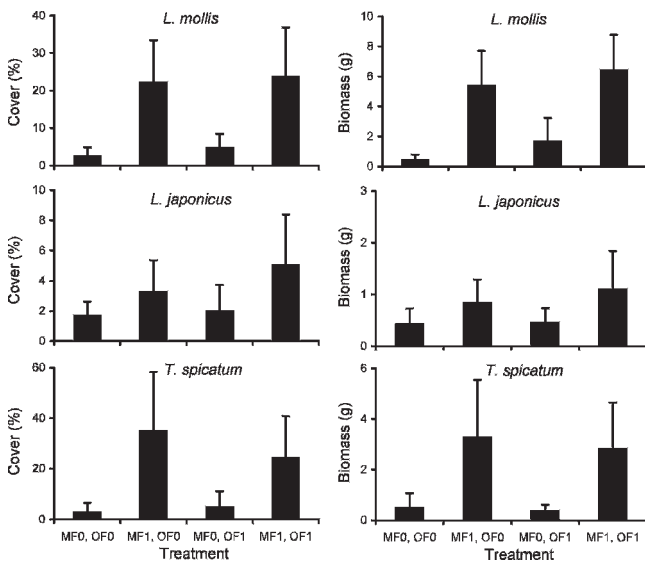 L. mollis
Cover (%)
40
30
20
10
0
L. mollis
Biomass (g)
10
8
6
4
2
0
L. japonicus
Cover (%)
10
8
6
4
2
0
L. japonicus
Biomass (g)
3
2
1
0
T. spicatum
Cover (%)
60
40
20
0
MF0, OF0 MF1, OF0 MF0, OF1 MF1, OF1
Treatment
T. spicatum
Biomass (g)
6
4
2
0
MF0, OF0 MF1, OF0 MF0, OF1 MF1, OF1
Treatment